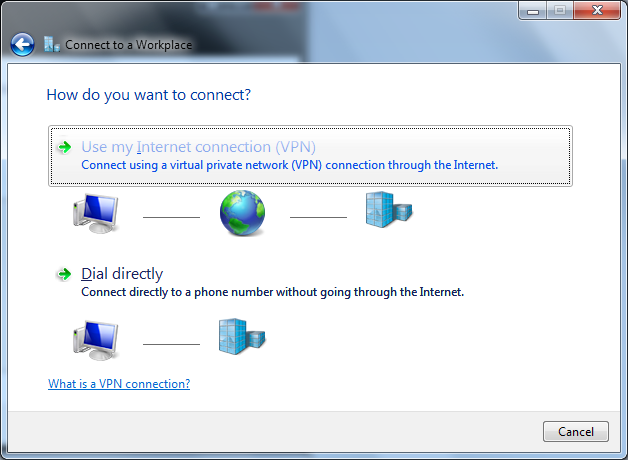 Connect to a Workplace
How do you want to connect?
Use my Internet connection (VPN)
Connect using a virtual private network (VPN) connection through the Internet.
Dial directly
Connect directly to a phone number without going through the Internet.
What is a VPN connection?
Cancel